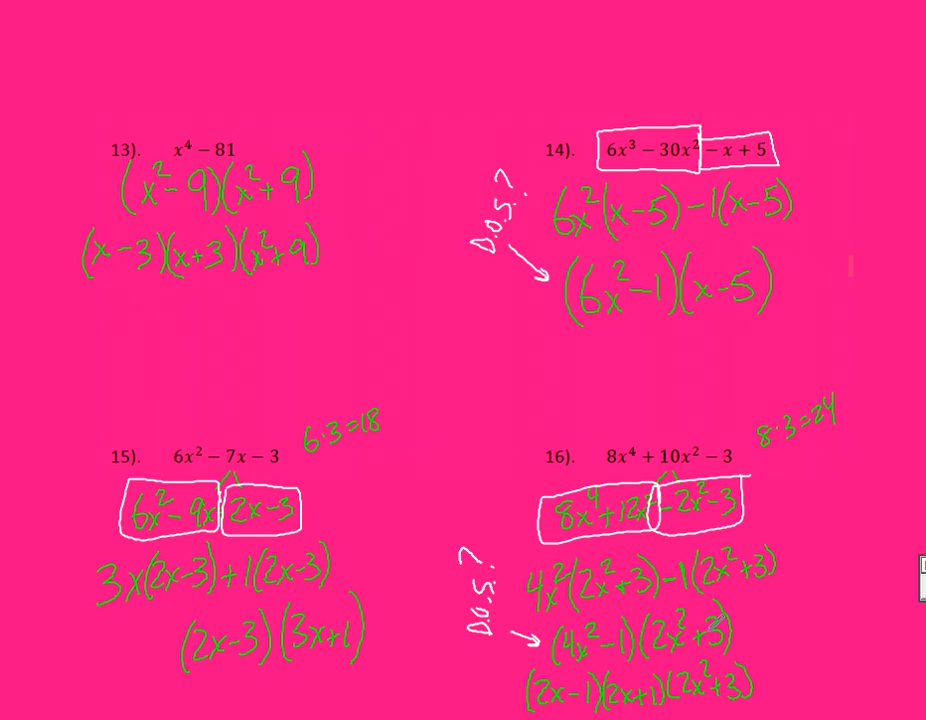 13). x⁴ − 81
(x² − 9)(x² + 9)
(x − 3)(x + 3)(x² + 9)
14). 6x³ − 30x² − x + 5
6x²(x − 5) − 1(x − 5)
D.O.S.?
(6x² − 1)(x − 5)
6·3=18
15). 6x² − 7x − 3
6x² − 9x 2x − 3
3x(2x − 3) + 1(2x − 3)
(2x − 3)(3x + 1)
8·3=24
16). 8x⁴ + 10x² − 3
8x⁴ + 12x² − 2x² − 3
4x²(2x² + 3) − 1(2x² + 3)
D.O.S.?
(4x² − 1)(2x² + 3)
(2x − 1)(2x + 1)(2x² + 3)